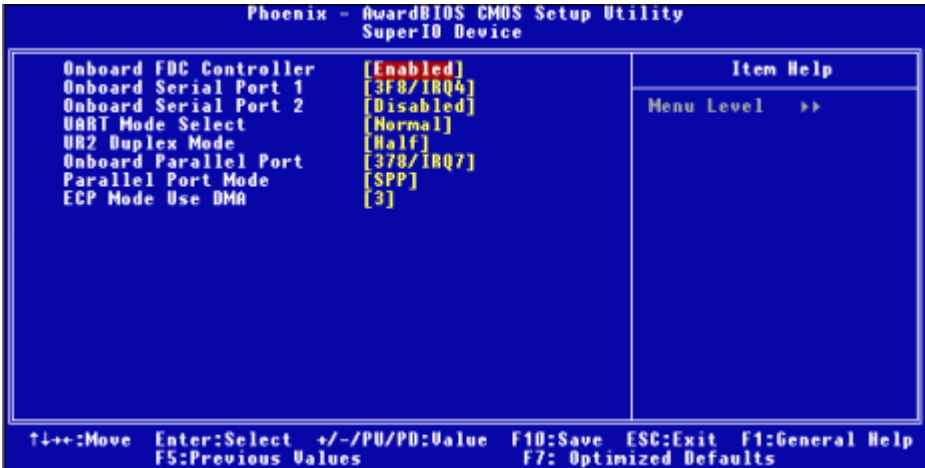 Phoenix - AwardBIOS CMOS Setup Utility
SuperIO Device
Onboard FDC Controller [Enabled]
Onboard Serial Port 1 [3F8/IRQ4]
Onboard Serial Port 2 [Disabled]
UART Mode Select [Normal]
UR2 Duplex Mode [Half]
Onboard Parallel Port [378/IRQ7]
Parallel Port Mode [SPP]
ECP Mode Use DMA [3]
Item Help
Menu Level ▸▸
↑↓→←:Move Enter:Select +/-/PU/PD:Value F10:Save ESC:Exit F1:General Help
F5:Previous Values F7: Optimized Defaults